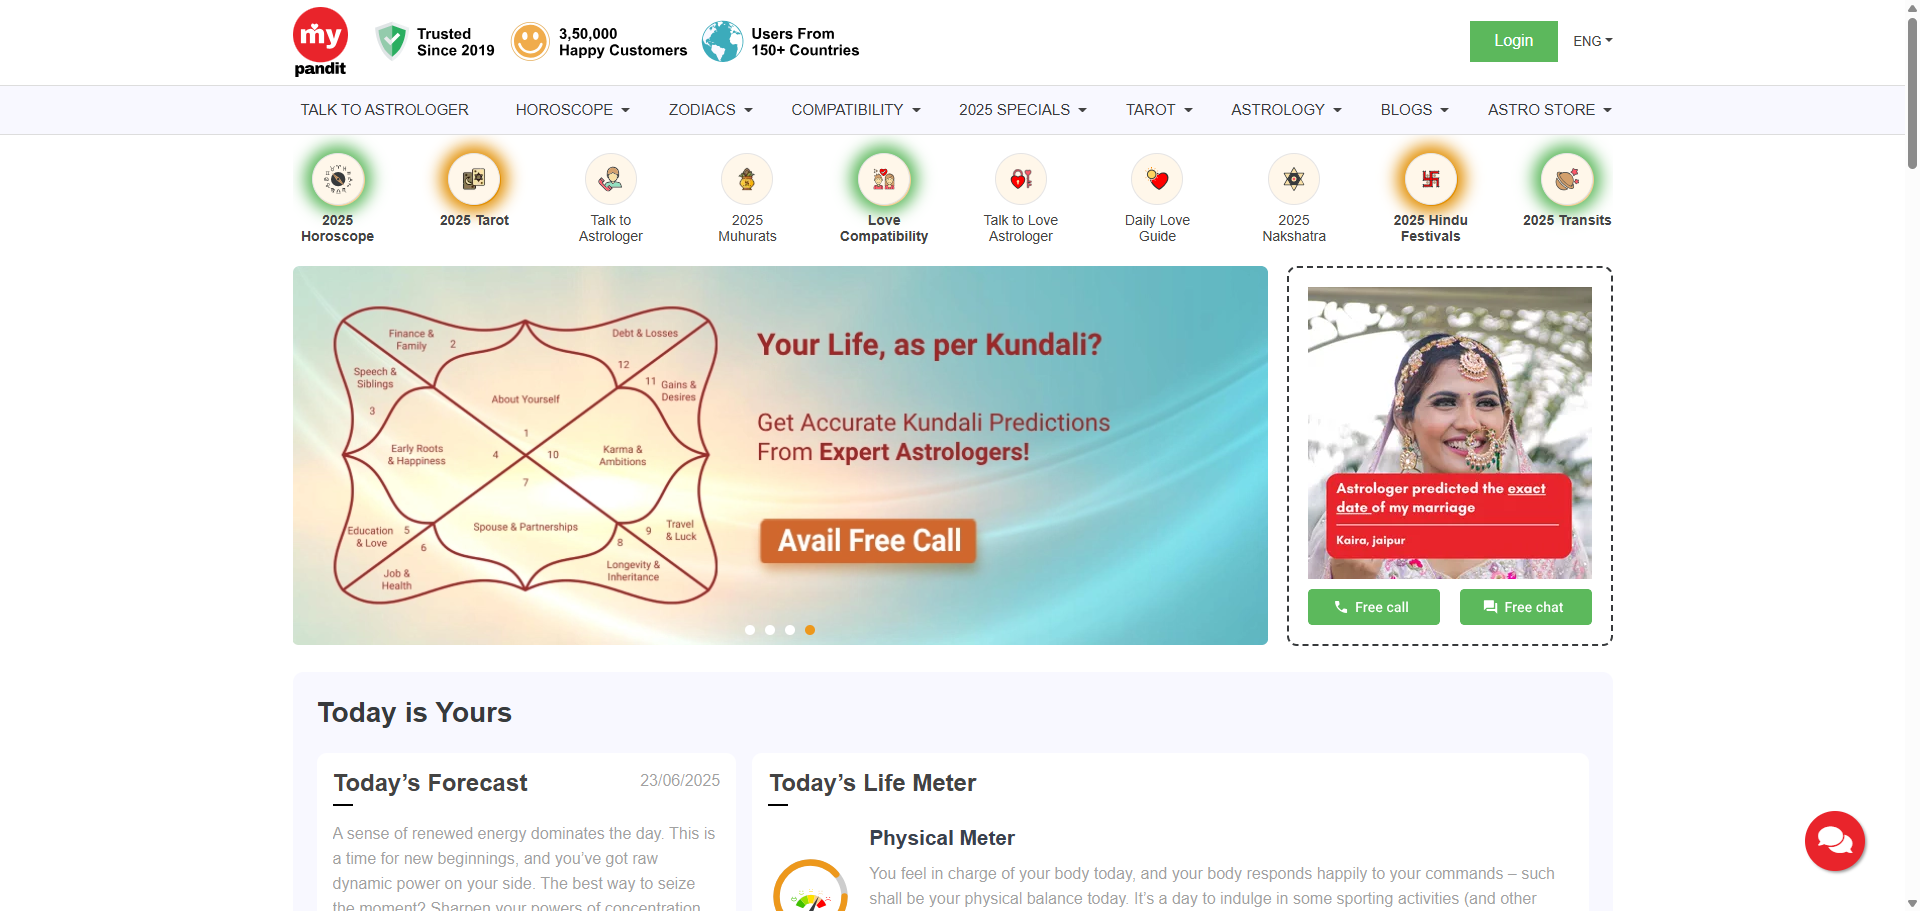 my
pandit
Trusted
Since 2019
3,50,000
Happy Customers
Users From
150+ Countries
Login
ENG
TALK TO ASTROLOGER
HOROSCOPE
ZODIACS
COMPATIBILITY
2025 SPECIALS
TAROT
ASTROLOGY
BLOGS
ASTRO STORE
2025
Horoscope
2025 Tarot
Talk to
Astrologer
2025
Muhurats
Love
Compatibility
Talk to Love
Astrologer
Daily Love
Guide
2025
Nakshatra
2025 Hindu
Festivals
2025 Transits
Finance &
Family
2
Debt & Losses
12
Speech &
Siblings
3
11
Gains &
Desires
About Yourself
1
Early Roots
& Happiness
4
10
Karma &
Ambitions
7
Education
& Love
5
6
Spouse & Partnerships
8
9
Travel
& Luck
Job &
Health
Longevity &
Inheritance
Your Life, as per Kundali?
Get Accurate Kundali Predictions
From Expert Astrologers!
Avail Free Call
Astrologer predicted the exact
date of my marriage
Kaira, jaipur
Free call
Free chat
Today is Yours
Today’s Forecast
23/06/2025
A sense of renewed energy dominates the day. This is
a time for new beginnings, and you’ve got raw
dynamic power on your side. The best way to seize
the moment? Sharpen your powers of concentration
Today’s Life Meter
Physical Meter
You feel in charge of your body today, and your body responds happily to your commands – such
shall be your physical balance today. It’s a day to indulge in some sporting activities (and other